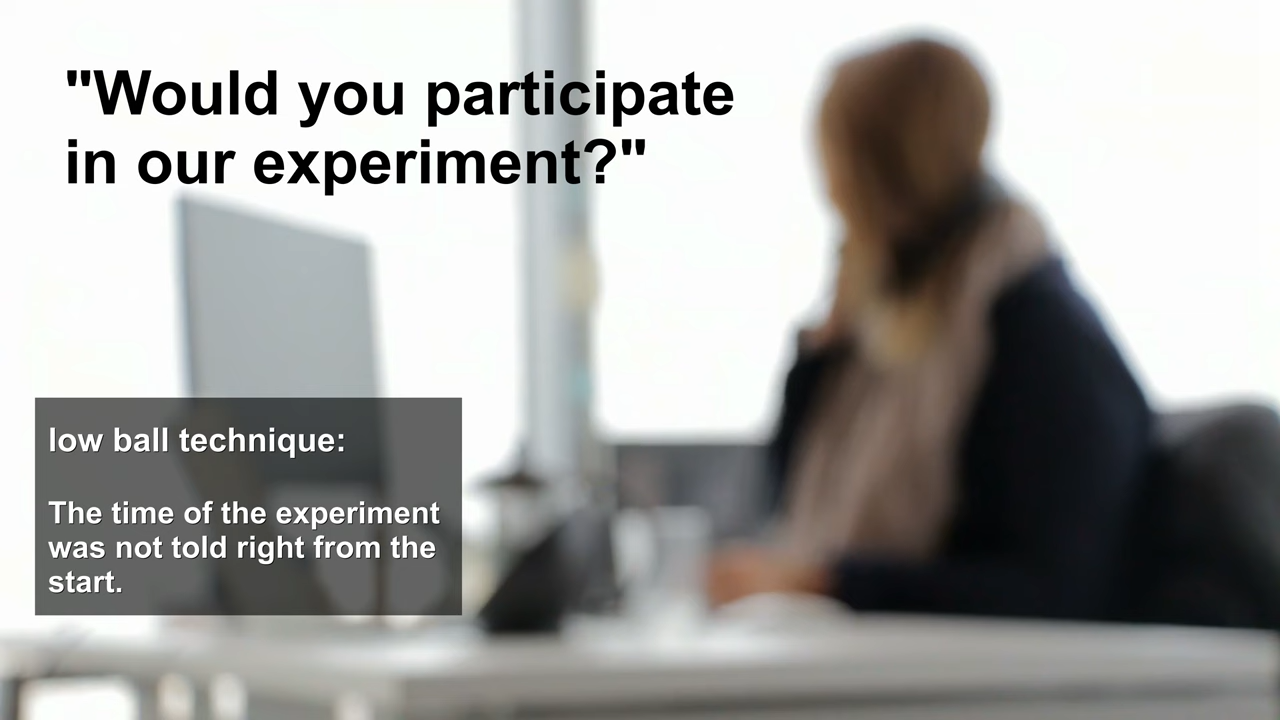 "Would you participate
in our experiment?"
low ball technique:
The time of the experiment
was not told right from the
start.